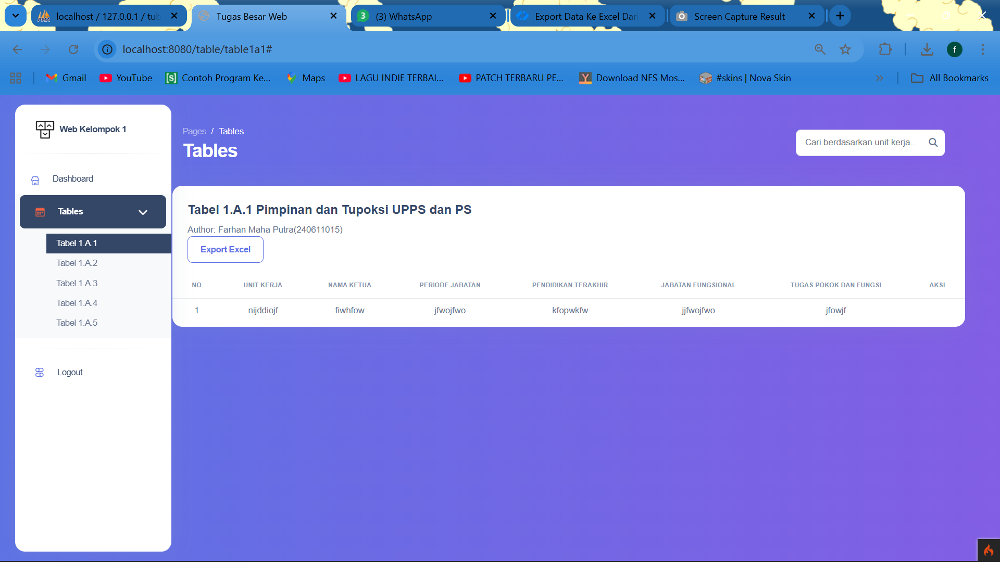 localhost / 127.0.0.1 / tub
Tugas Besar Web
3 (3) WhatsApp
Export Data Ke Excel Dari
Screen Capture Result
localhost:8080/table/table1a1#
f
Gmail
YouTube
[S] Contoh Program Ke...
Maps
LAGU INDIE TERBAI...
PATCH TERBARU PE...
Download NFS Mos...
#skins | Nova Skin
All Bookmarks
Web Kelompok 1
Dashboard
Tables
Tabel 1.A.1
Tabel 1.A.2
Tabel 1.A.3
Tabel 1.A.4
Tabel 1.A.5
Logout
Pages / Tables
Tables
Cari berdasarkan unit kerja..
Tabel 1.A.1 Pimpinan dan Tupoksi UPPS dan PS
Author: Farhan Maha Putra(240611015)
Export Excel
NO UNIT KERJA NAMA KETUA PERIODE JABATAN PENDIDIKAN TERAKHIR JABATAN FUNGSIONAL TUGAS POKOK DAN FUNGSI AKSI
1 nijddiojf fiwhfow jfwojfwo kfopwkfw jjfwojfwo jfowjf